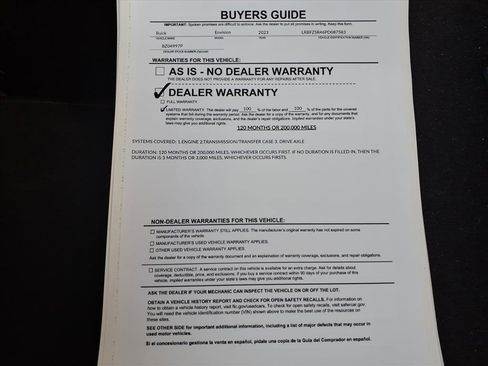 BUYERS GUIDE
IMPORTANT: Spoken promises are difficult to enforce. Ask the dealer to put all promises in writing. Keep this form.
Buick Envision 2023 LRBFZSR46PD087583
VEHICLE MAKE MODEL YEAR VEHICLE IDENTIFICATION NUMBER (VIN)
BZ04997P
DEALER STOCK NUMBER (Optional)
WARRANTIES FOR THIS VEHICLE:
AS IS - NO DEALER WARRANTY
THE DEALER DOES NOT PROVIDE A WARRANTY FOR ANY REPAIRS AFTER SALE.
DEALER WARRANTY
FULL WARRANTY.
LIMITED WARRANTY. The dealer will pay 100 % of the labor and 100 % of the parts for the covered
systems that fail during the warranty period. Ask the dealer for a copy of the warranty, and for any documents that
explain warranty coverage, exclusions, and the dealer's repair obligations. Implied warranties under your state's
laws may give you additional rights.
120 MONTHS OR 200,000 MILES
SYSTEMS COVERED: 1.ENGINE 2.TRANSMISSION/TRANSFER CASE 3. DRIVE AXLE
DURATION: 120 MONTHS OR 200,000 MILES, WHICHEVER OCCURS FIRST. IF NO DURATION IS FILLED IN, THEN THE
DURATION IS 3 MONTHS OR 3,000 MILES, WHICHEVER OCCURS FIRST.
NON-DEALER WARRANTIES FOR THIS VEHICLE:
MANUFACTURER'S WARRANTY STILL APPLIES. The manufacturer's original warranty has not expired on some
components of the vehicle.
MANUFACTURER'S USED VEHICLE WARRANTY APPLIES.
OTHER USED VEHICLE WARRANTY APPLIES.
Ask the dealer for a copy of the warranty document and an explanation of warranty coverage, exclusions, and repair obligations.
SERVICE CONTRACT. A service contract on this vehicle is available for an extra charge. Ask for details about
coverage, deductible, price, and exclusions. If you buy a service contract within 90 days of your purchase of this
vehicle, implied warranties under your state's laws may give you additional rights.
ASK THE DEALER IF YOUR MECHANIC CAN INSPECT THE VEHICLE ON OR OFF THE LOT.
OBTAIN A VEHICLE HISTORY REPORT AND CHECK FOR OPEN SAFETY RECALLS. For information on
how to obtain a vehicle history report, visit ftc.gov/usedcars. To check for open safety recalls, visit safercar.gov.
You will need the vehicle identification number (VIN) shown above to make the best use of the resources on
these sites.
SEE OTHER SIDE for important additional information, including a list of major defects that may occur in
used motor vehicles.
Si el concesionario gestiona la venta en español, pídale una copia de la Guía del Comprador en español.